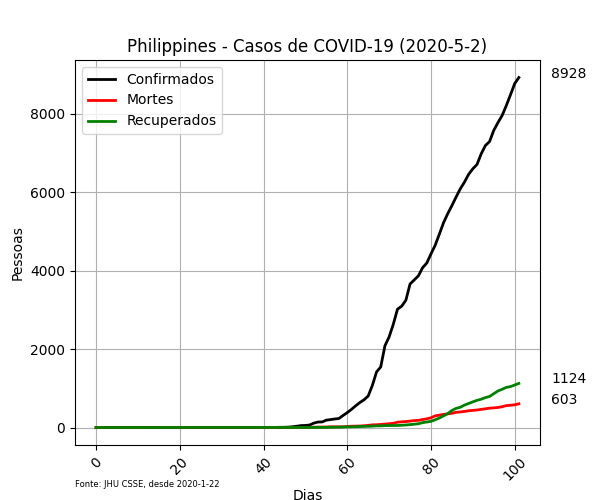 Philippines - Casos de COVID-19 (2020-5-2)
Confirmados
Mortes
Recuperados
8928
1124
603
Pessoas
8000
6000
4000
2000
0
0
20
40
60
80
100
Fonte: JHU CSSE, desde 2020-1-22
Dias